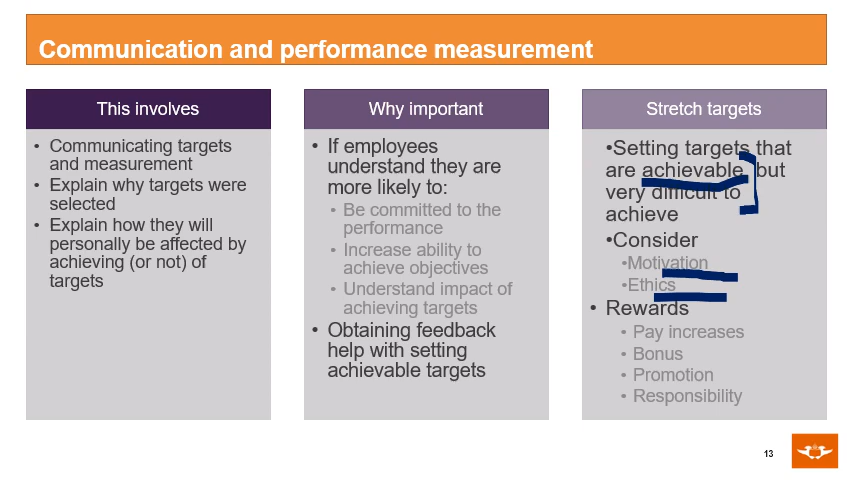 Communication and performance measurement
This involves
• Communicating targets
and measurement
• Explain why targets were
selected
• Explain how they will
personally be affected by
achieving (or not) of
targets
Why important
• If employees
understand they are
more likely to:
• Be committed to the
performance
• Increase ability to
achieve objectives
• Understand impact of
achieving targets
• Obtaining feedback
help with setting
achievable targets
Stretch targets
•Setting targets that
are achievable, but
very difficult to
achieve
•Consider
•Motivation
•Ethics
• Rewards
• Pay increases
• Bonus
• Promotion
• Responsibility
13